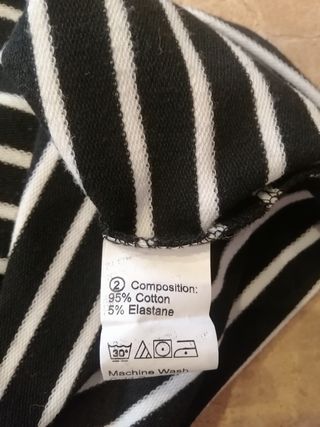 ② Composition:
95% Cotton
5% Elastane
30°
Machine Wash